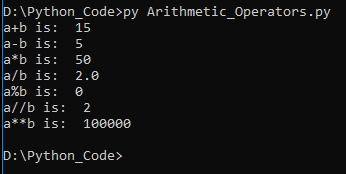 D:\Python_Code>py Arithmetic_Operators.py
a+b is:  15
a-b is:  5
a*b is:  50
a/b is:  2.0
a%b is:  0
a//b is:  2
a**b is:  100000
D:\Python_Code>